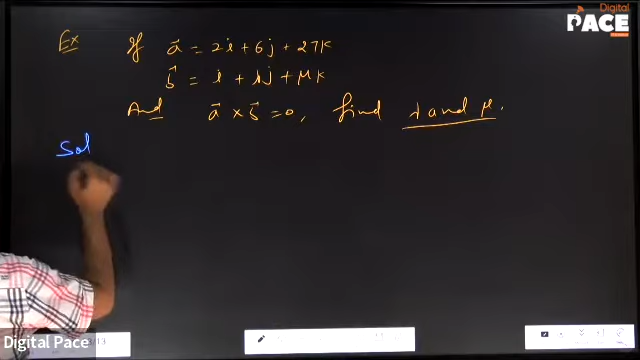 Digital
PACE
Ex If a⃗ = 2i + 6j + 27k
b⃗ = i + λj + μk
And a⃗ × b⃗ = 0, find λ and μ.
Sol
Digital Pace